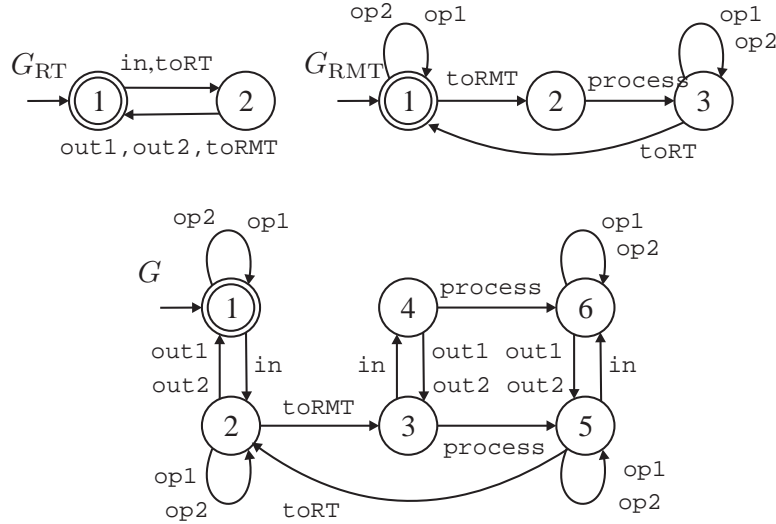 op2 op1
op1
op2
G_RT
in,toRT
G_RMT
toRMT
process
1
2
1
2
3
out1,out2,toRMT
toRT
op2 op1
op1
op2
G
process
1
4
6
out1
out2
in
in
out1
out2
out1
out2
in
toRMT
2
3
5
process
op1
op2
toRT
op1
op2